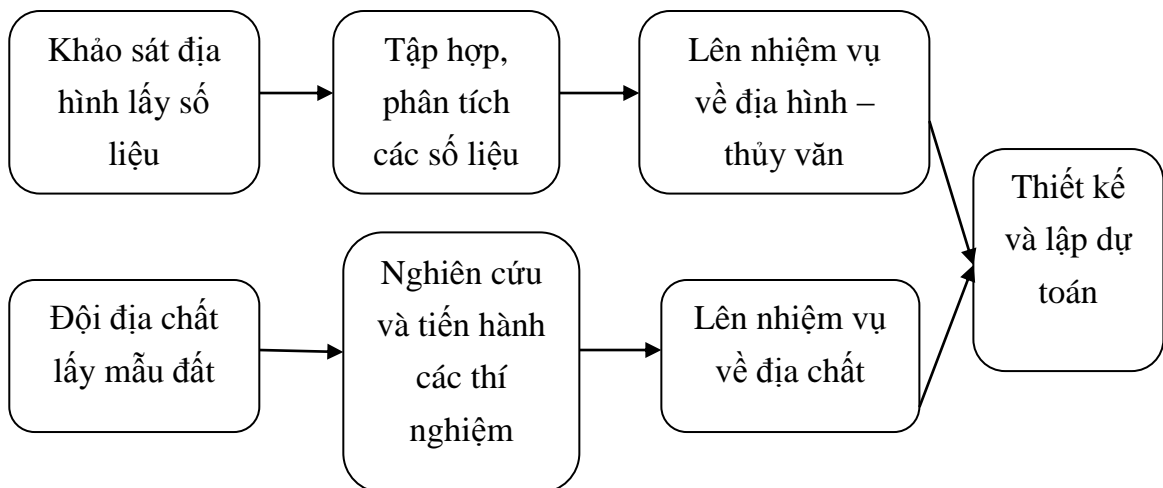 Khảo sát địa
hình lấy số
liệu
Tập hợp,
phân tích
các số liệu
Lên nhiệm vụ
về địa hình –
thủy văn
Đội địa chất
lấy mẫu đất
Nghiên cứu
và tiến hành
các thí
nghiệm
Lên nhiệm vụ
về địa chất
Thiết kế
và lập dự
toán